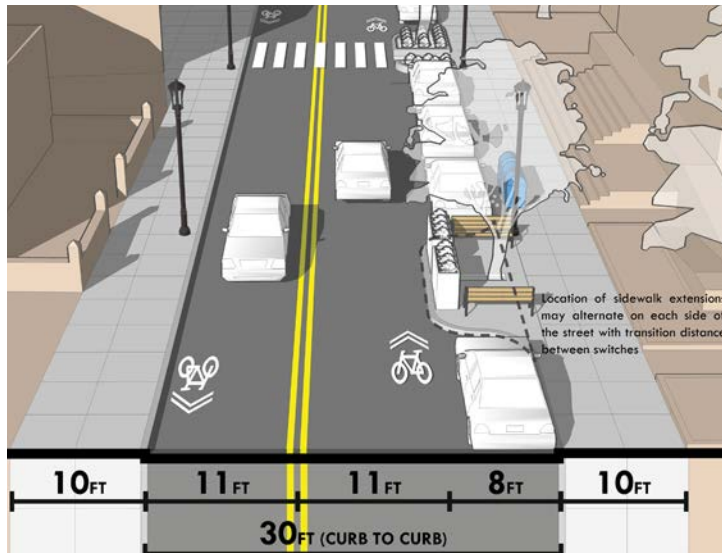 Location of sidewalk extensions
may alternate on each side of
the street with transition distance
between switches
10FT 11FT 11FT 8FT 10FT
30FT (CURB TO CURB)